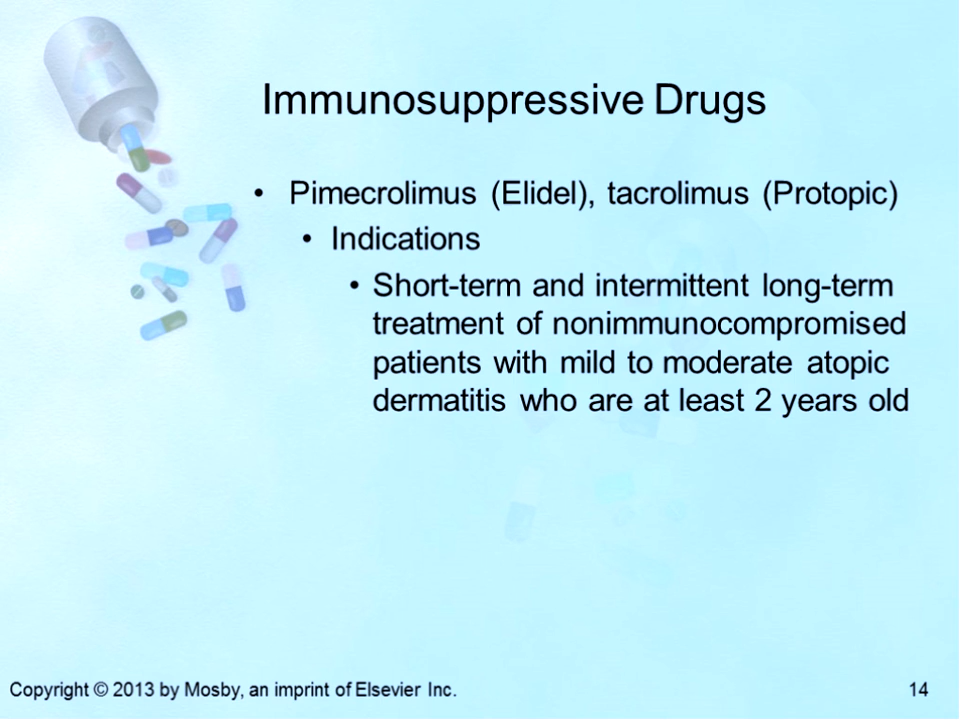 Immunosuppressive Drugs
• Pimecrolimus (Elidel), tacrolimus (Protopic)
• Indications
• Short-term and intermittent long-term
treatment of nonimmunocompromised
patients with mild to moderate atopic
dermatitis who are at least 2 years old
Copyright © 2013 by Mosby, an imprint of Elsevier Inc.
14